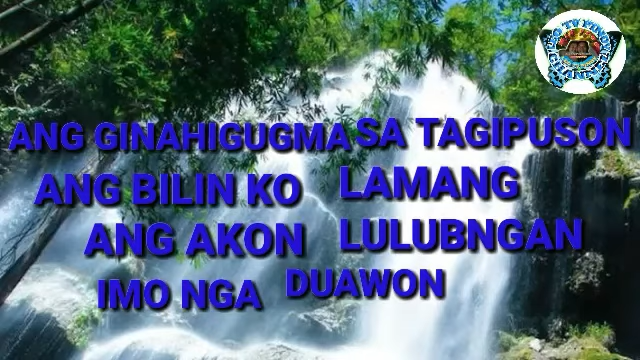 ANG GINAHIGUGMA SA TAGIPUSON
ANG BILIN KO LAMANG
ANG AKON LULUBNGAN
IMO NGA DUAWON